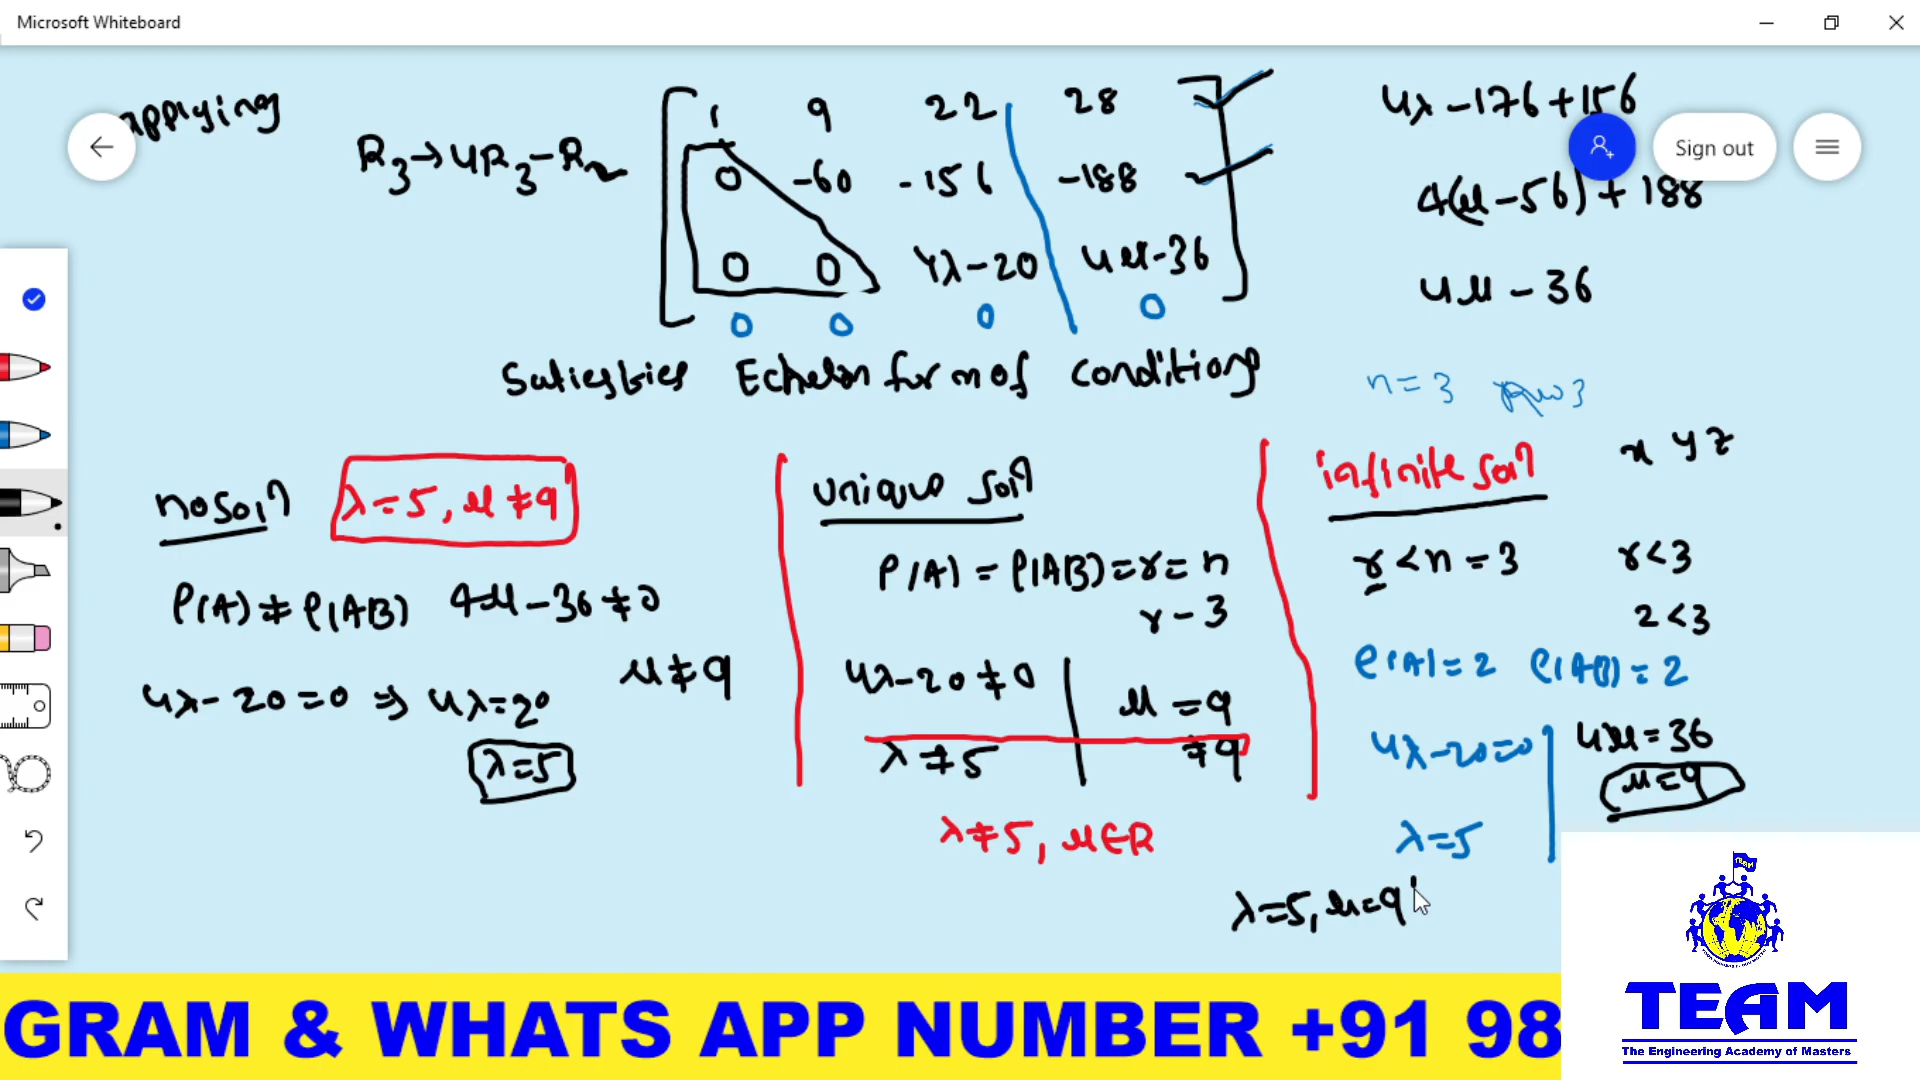 Microsoft Whiteboard
applying
R3→4R3-R2
1 9 22 28
0 -60 -156 -188
0 0 4λ-20 4μ-36
0 0 0 0
4λ-176+156
Sign out
4(μ-56)+188
4μ-36
Satiesfies Echelon form of conditions
n=3
x y z
no soln λ=5, μ≠9
ρ(A)≠ρ(AB) 4μ-36≠0
μ≠9
4λ-20=0 ⇒ 4λ=20
λ=5
unique soln
ρ(A)=ρ(AB)=r=n
r-3
4λ-20≠0 μ=9
λ≠5 ≠9
λ≠5, μ∈R
infinite soln
r<n=3 r<3
2<3
ρ(A)=2 ρ(AB)=2
4λ-20=0 4μ=36
μ=9
λ=5
λ=5, μ=9
GRAM & WHATS APP NUMBER +91 98
TEAM
TEAM
The Engineering Academy of Masters